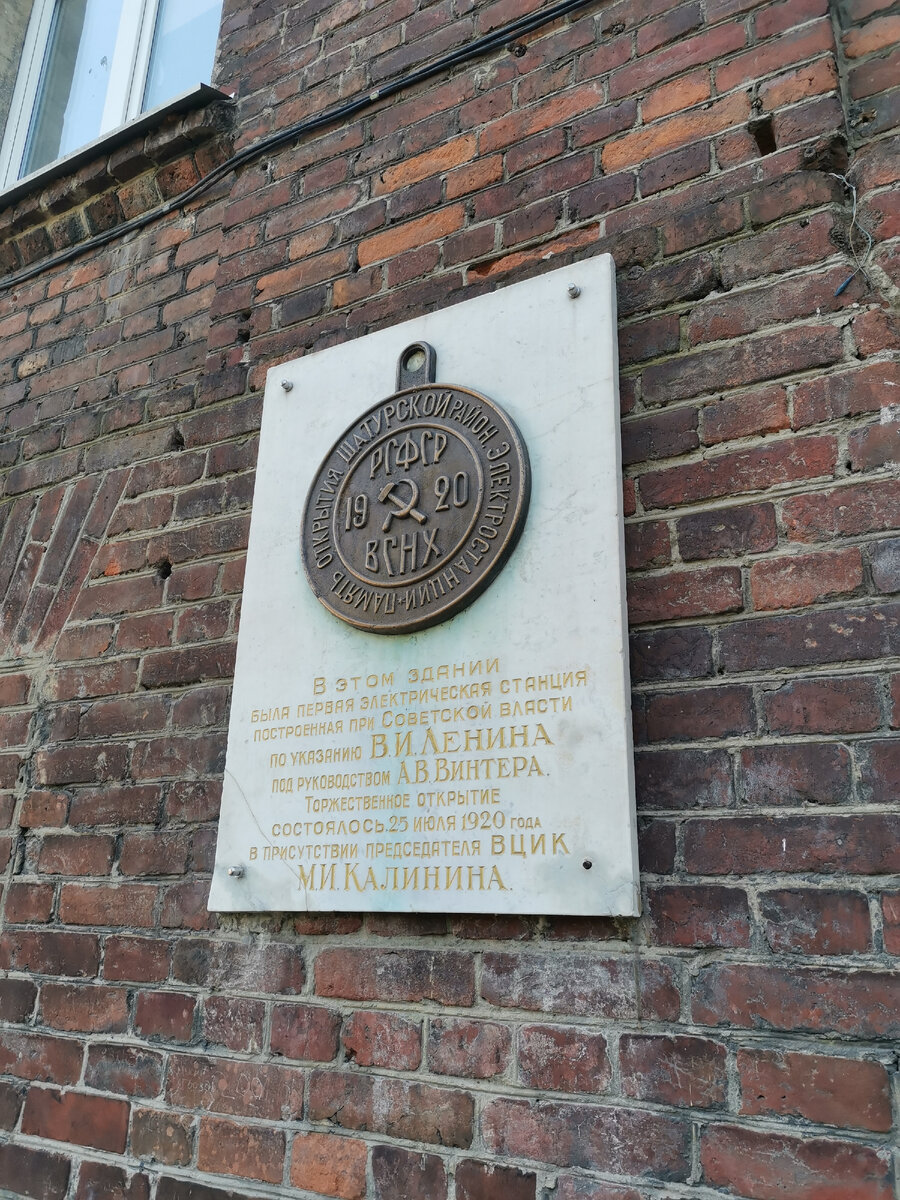 ПАМЯТЬ ОТКРЫТИЯ ШАТУРСКОЙ РАЙОН. ЭЛЕКТРОСТАНЦИИ
РСФСР
19 20
ВСНХ
В ЭТОМ ЗДАНИИ
БЫЛА ПЕРВАЯ ЭЛЕКТРИЧЕСКАЯ СТАНЦИЯ
ПОСТРОЕННАЯ ПРИ СОВЕТСКОЙ ВЛАСТИ
ПО УКАЗАНИЮ В.И.ЛЕНИНА
ПОД РУКОВОДСТВОМ А.В.ВИНТЕРА.
ТОРЖЕСТВЕННОЕ ОТКРЫТИЕ
СОСТОЯЛОСЬ.25 ИЮЛЯ 1920 ГОДА
В ПРИСУТСТВИИ ПРЕДСЕДАТЕЛЯ ВЦИК
М.И.КАЛИНИНА.